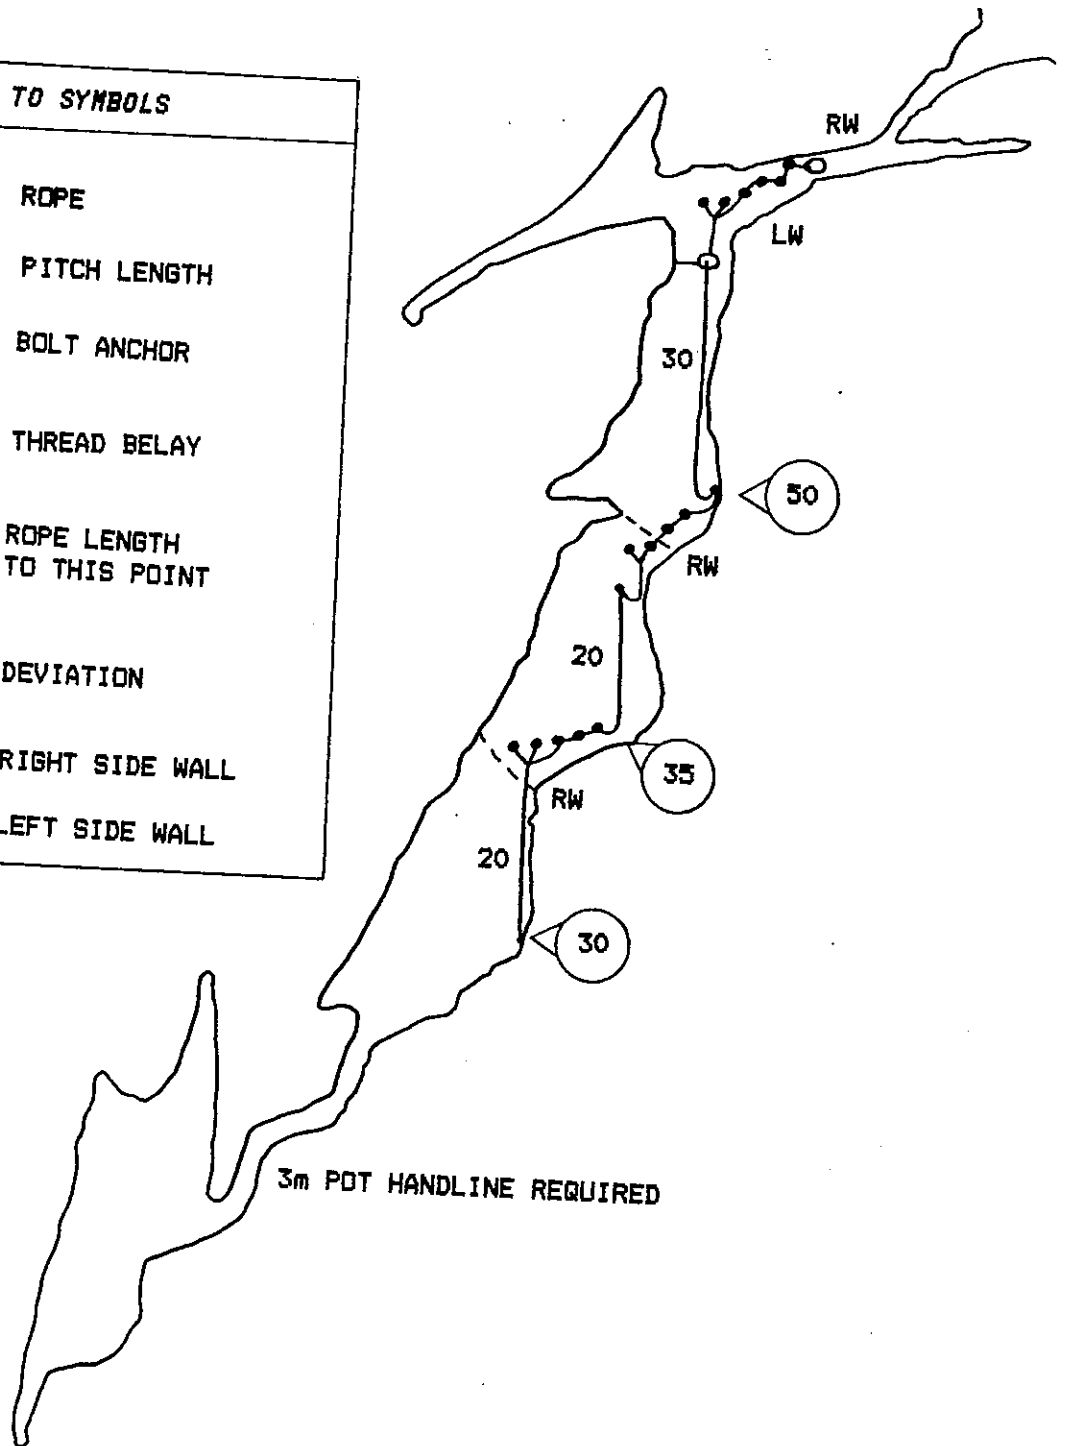 TO SYMBOLS
ROPE
PITCH LENGTH
BOLT ANCHOR
THREAD BELAY
ROPE LENGTH
TO THIS POINT
DEVIATION
RIGHT SIDE WALL
LEFT SIDE WALL
RW
LW
30
50
RW
20
35
RW
20
30
3m POT HANDLINE REQUIRED